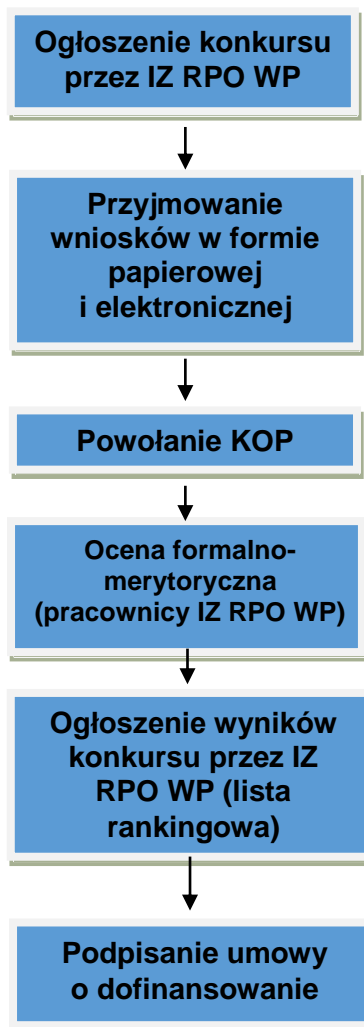 Ogłoszenie konkursu
przez IZ RPO WP
Przyjmowanie
wniosków w formie
papierowej
i elektronicznej
Powołanie KOP
Ocena formalno-
merytoryczna
(pracownicy IZ RPO WP)
Ogłoszenie wyników
konkursu przez IZ
RPO WP (lista
rankingowa)
Podpisanie umowy
o dofinansowanie